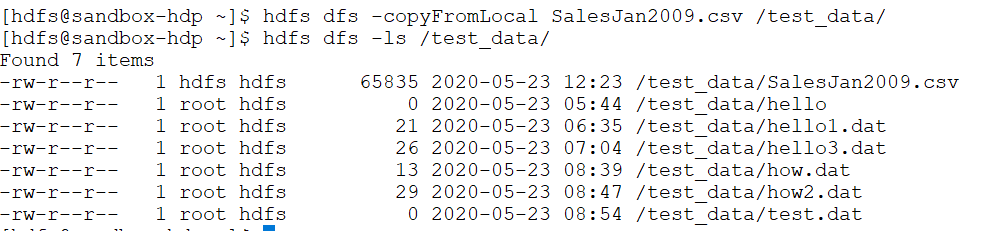 [hdfs@sandbox-hdp ~]$ hdfs dfs -copyFromLocal SalesJan2009.csv /test_data/
[hdfs@sandbox-hdp ~]$ hdfs dfs -ls /test_data/
Found 7 items
-rw-r--r--   1 hdfs hdfs      65835 2020-05-23 12:23 /test_data/SalesJan2009.csv
-rw-r--r--   1 root hdfs          0 2020-05-23 05:44 /test_data/hello
-rw-r--r--   1 root hdfs         21 2020-05-23 06:35 /test_data/hello1.dat
-rw-r--r--   1 root hdfs         26 2020-05-23 07:04 /test_data/hello3.dat
-rw-r--r--   1 root hdfs         13 2020-05-23 08:39 /test_data/how.dat
-rw-r--r--   1 root hdfs         29 2020-05-23 08:47 /test_data/how2.dat
-rw-r--r--   1 root hdfs          0 2020-05-23 08:54 /test_data/test.dat
[hdfs@sandbox-hdp ~]$